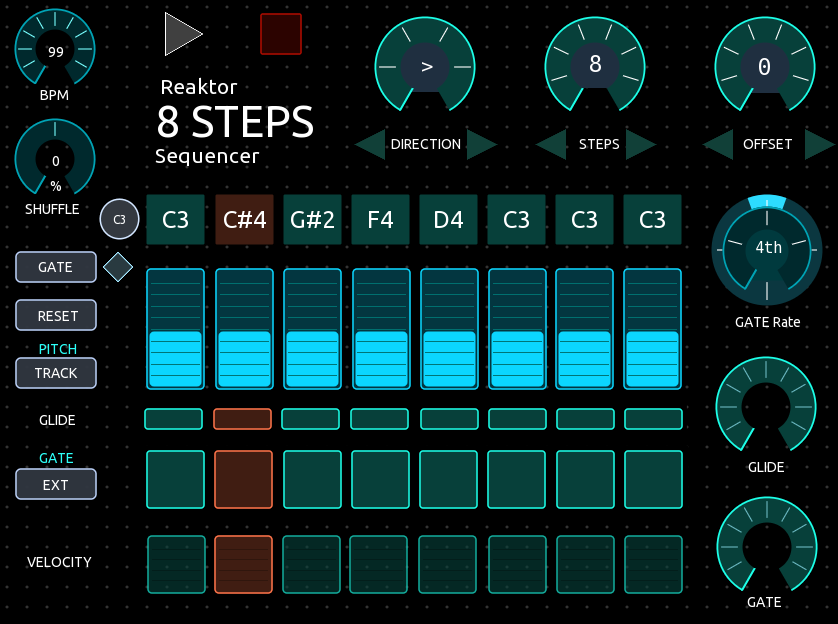 99
BPM
0
%
SHUFFLE
Reaktor
8 STEPS
Sequencer
>
DIRECTION
8
STEPS
0
OFFSET
C3
C3 C#4 G#2 F4 D4 C3 C3 C3
GATE
RESET
PITCH
TRACK
GLIDE
GATE
EXT
VELOCITY
4th
GATE Rate
GLIDE
GATE